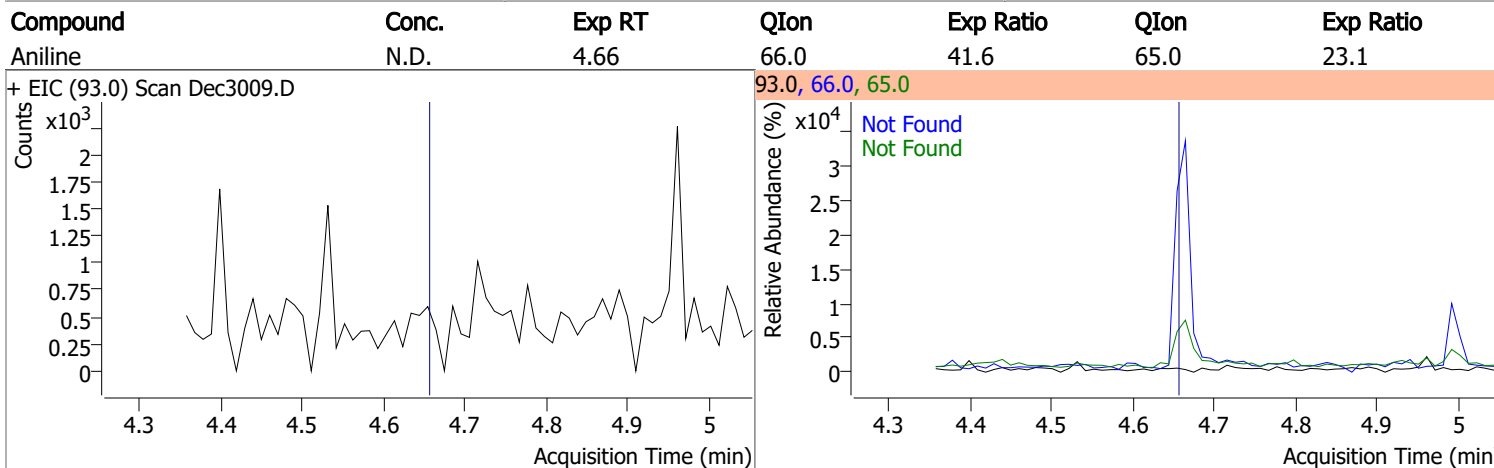 Compound Conc. Exp RT QIon Exp Ratio QIon Exp Ratio
Aniline N.D. 4.66 66.0 41.6 65.0 23.1
+ EIC (93.0) Scan Dec3009.D
Counts
x10³
2
1.75
1.5
1.25
1
0.75
0.5
0.25
0
4.3 4.4 4.5 4.6 4.7 4.8 4.9 5
Acquisition Time (min)
93.0, 66.0, 65.0
Relative Abundance (%)
x10⁴
Not Found
Not Found
3
2.5
2
1.5
1
0.5
0
4.3 4.4 4.5 4.6 4.7 4.8 4.9 5
Acquisition Time (min